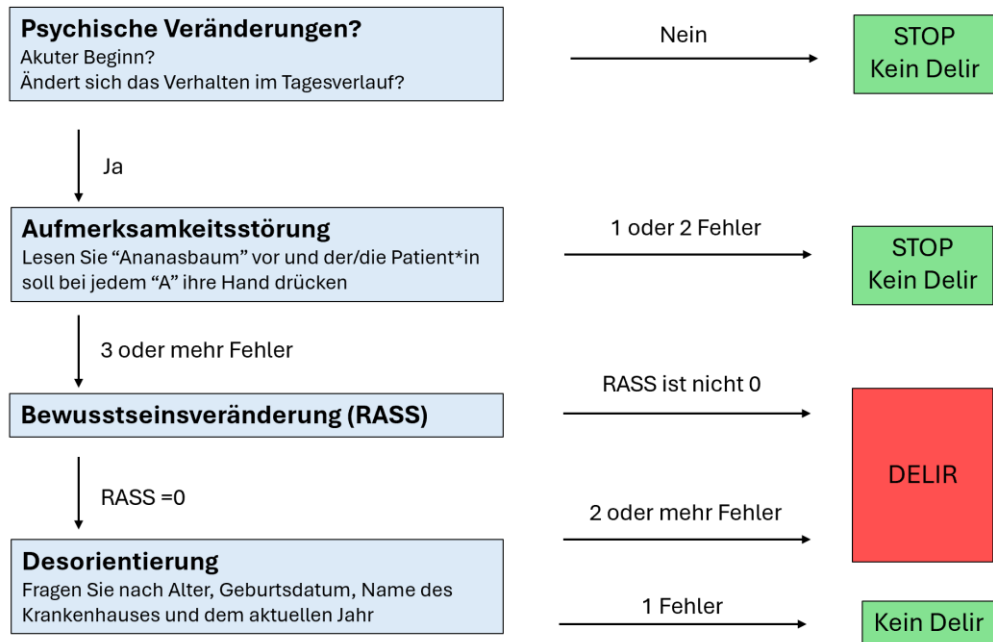 Psychische Veränderungen?
Akuter Beginn?
Ändert sich das Verhalten im Tagesverlauf?
Nein
STOP
Kein Delir
Ja
Aufmerksamkeitsstörung
Lesen Sie “Ananasbaum” vor und der/die Patient*in
soll bei jedem “A” ihre Hand drücken
1 oder 2 Fehler
STOP
Kein Delir
3 oder mehr Fehler
Bewusstseinsveränderung (RASS)
RASS ist nicht 0
DELIR
RASS =0
2 oder mehr Fehler
Desorientierung
Fragen Sie nach Alter, Geburtsdatum, Name des
Krankenhauses und dem aktuellen Jahr
1 Fehler
Kein Delir